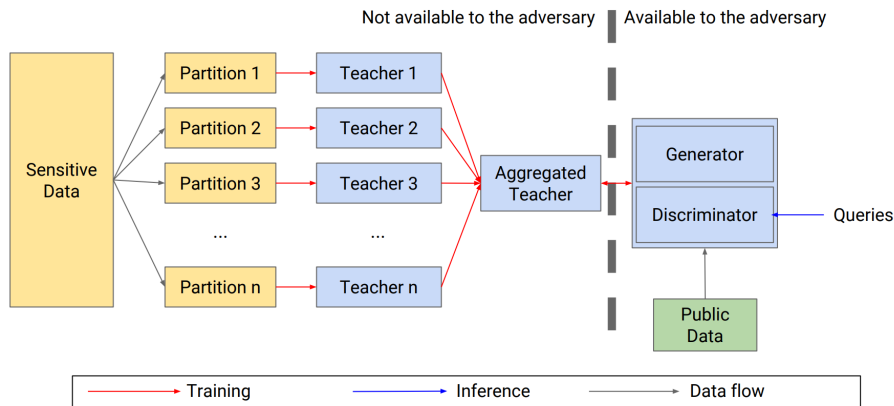 Not available to the adversary
Available to the adversary
Sensitive
Data
Partition 1
Teacher 1
Partition 2
Teacher 2
Partition 3
Teacher 3
...
...
Partition n
Teacher n
Aggregated
Teacher
Generator
Discriminator
Queries
Public
Data
Training
Inference
Data flow